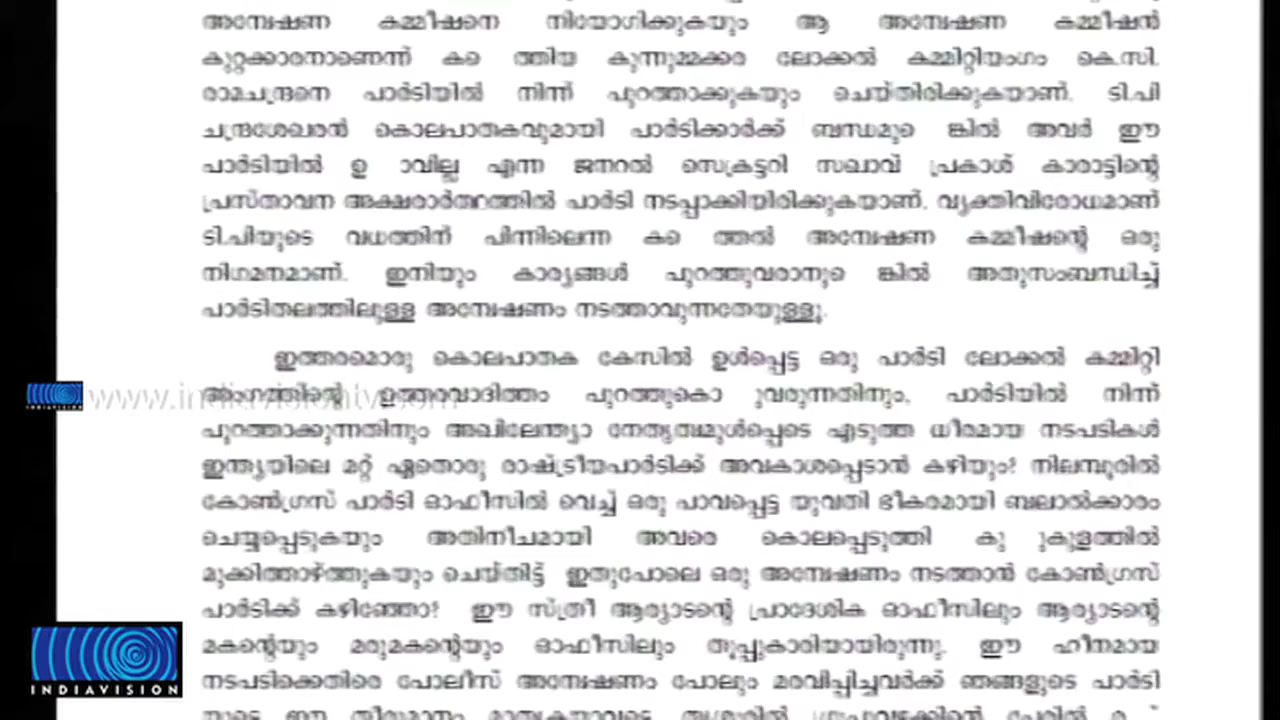 അന്വേഷണ കമ്മീഷനെ നിയോഗിക്കുകയും ആ അന്വേഷണ കമ്മീഷൻ
കുറ്റക്കാരനാണെന്ന് കണ ത്തിയ കുന്നുമ്മക്കര ലോക്കൽ കമ്മിറ്റിയംഗം കെ.സി.
രാമചന്ദ്രനെ പാർടിയിൽ നിന്ന് പുറത്താക്കുകയും ചെയ്തിരിക്കുകയാണ്. ടി.പി
ചന്ദ്രശേഖരൻ കൊലപാതകവുമായി പാർടിക്കാർക്ക് ബന്ധമുെ ങ്കിൽ അവർ ഈ
പാർടിയിൽ ഉ ാവില്ല എന്ന ജനറൽ സെക്രട്ടറി സഖാവ് പ്രകാശ് കാരാട്ടിന്റെ
പ്രസ്താവന അക്ഷരാർത്ഥത്തിൽ പാർടി നടപ്പാക്കിയിരിക്കുകയാണ്. വ്യക്തിവിരോധമാണ്
ടി.പിയുടെ വധത്തിന് പിന്നിലെന്ന കെ ത്തൽ അന്വേഷണ കമ്മീഷന്റെ ഒരു
നിഗമനമാണ്. ഇനിയും കാര്യങ്ങൾ പുറത്തുവരാനുെ ങ്കിൽ അതുസംബന്ധിച്ച്
പാർടിതലത്തിലുള്ള അന്വേഷണം നടത്താവുന്നതേയുള്ളൂ.
ഇത്തരമൊരു കൊലപാതക കേസിൽ ഉൾപ്പെട്ട ഒരു പാർടി ലോക്കൽ കമ്മിറ്റി
അംഗത്തിന്റെ ഉത്തരവാദിത്തം പുറത്തുകൊ ുവരുന്നതിനും, പാർടിയിൽ നിന്ന്
പുറത്താക്കുന്നതിനും അഖിലേന്ത്യാ നേതൃത്വമുൾപ്പെടെ എടുത്ത ധീരമായ നടപടികൾ
ഇന്ത്യയിലെ മറ്റ് ഏതൊരു രാഷ്ട്രീയപാർടിക്ക് അവകാശപ്പെടാൻ കഴിയും? നിലമ്പൂരിൽ
കോൺഗ്രസ് പാർടി ഓഫീസിൽ വെച്ച് ഒരു പാവപ്പെട്ട യുവതി ഭീകരമായി ബലാൽക്കാരം
ചെയ്യപ്പെടുകയും അതിനീചമായി അവരെ കൊലപ്പെടുത്തി കു ുകുളത്തിൽ
മുക്കിത്താഴ്ത്തുകയും ചെയ്തിട്ട് ഇതുപോലെ ഒരു അന്വേഷണം നടത്താൻ കോൺഗ്രസ്
പാർടിക്ക് കഴിഞ്ഞോ? ഈ സ്ത്രീ ആര്യാടന്റെ പ്രാദേശിക ഓഫീസിലും ആര്യാടന്റെ
മകന്റെയും മരുമകന്റെയും ഓഫീസിലും തൂപ്പുകാരിയായിരുന്നു. ഈ ഹീനമായ
നടപടിക്കെതിരെ പോലീസ് അന്വേഷണം പോലും മരവിപ്പിച്ചവർക്ക് ഞങ്ങളുടെ പാർടി
www.indiavisiontv.com
INDIAVISION
INDIAVISION